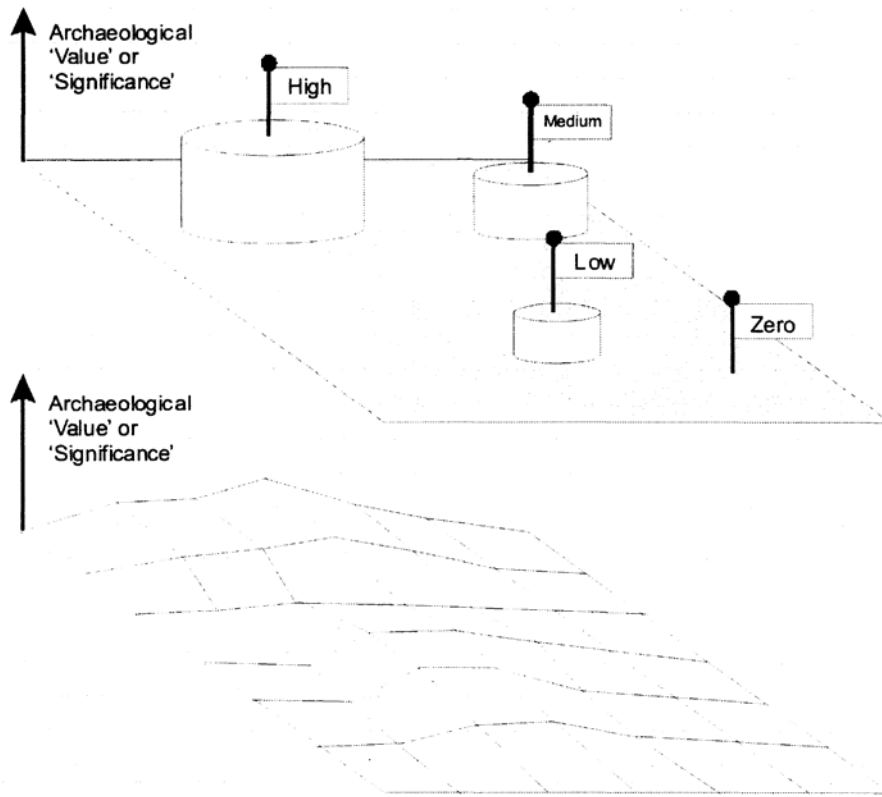 Archaeological
'Value' or
'Significance'
High
Medium
Low
Zero
Archaeological
'Value' or
'Significance'